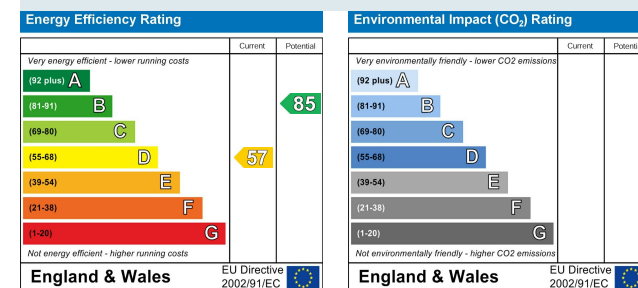 Energy Efficiency Rating
Current Potential
Very energy efficient - lower running costs
(92 plus) A
(81-91) B
85
(69-80) C
(55-68) D
57
(39-54) E
(21-38) F
(1-20) G
Not energy efficient - higher running costs
England & Wales
EU Directive
2002/91/EC
Environmental Impact (CO₂) Rating
Current Potenti
Very environmentally friendly - lower CO2 emissions
(92 plus) A
(81-91) B
(69-80) C
(55-68) D
(39-54) E
(21-38) F
(1-20) G
Not environmentally friendly - higher CO2 emissions
England & Wales
EU Directive
2002/91/EC